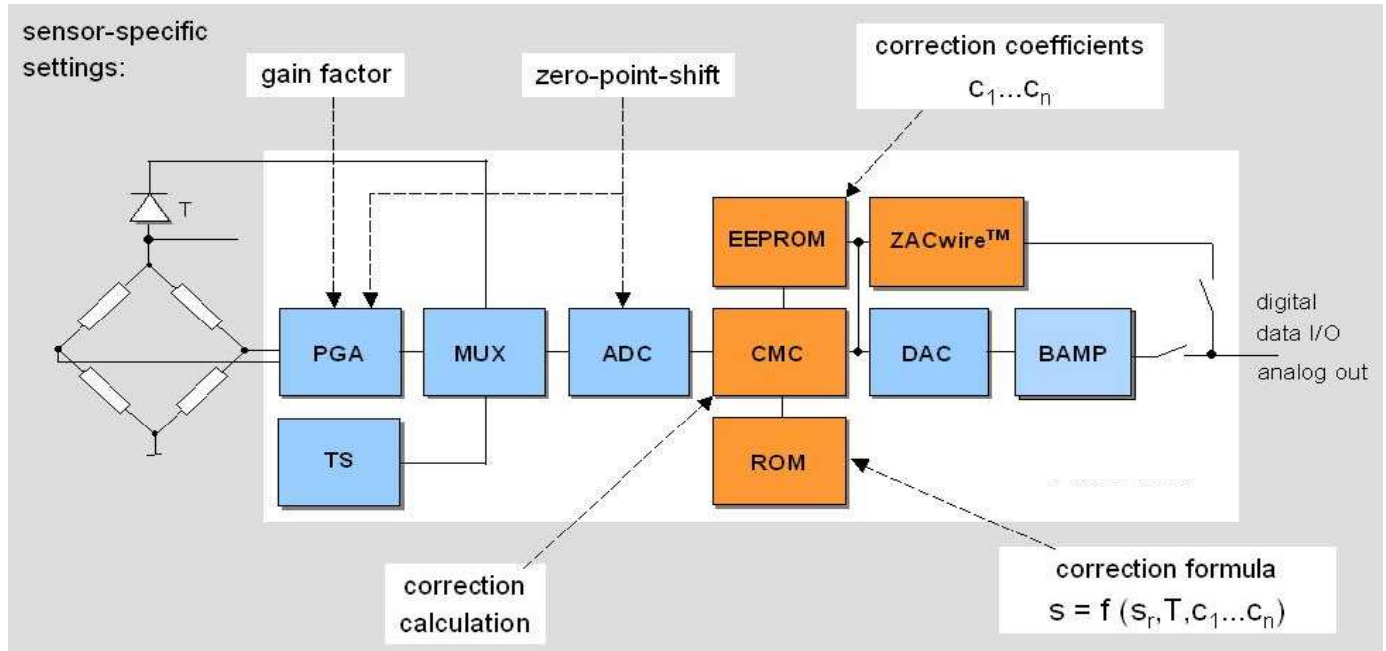 sensor-specific
settings:
gain factor
zero-point-shift
correction coefficients
c₁...cₙ
T
EEPROM
ZACwire™
PGA
MUX
ADC
CMC
DAC
BAMP
digital
data I/O
analog out
TS
ROM
correction
calculation
correction formula
s = f (sᵣ,T,c₁...cₙ)